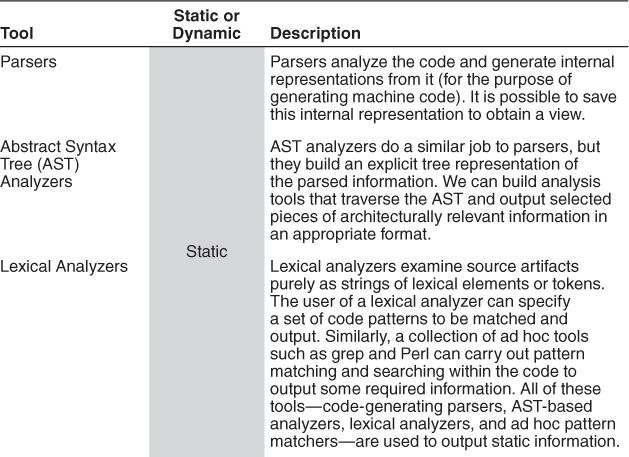 Tool
Static or
Dynamic
Description
Parsers
Parsers analyze the code and generate internal
representations from it (for the purpose of
generating machine code). It is possible to save
this internal representation to obtain a view.
Abstract Syntax
Tree (AST)
Analyzers
AST analyzers do a similar job to parsers, but
they build an explicit tree representation of
the parsed information. We can build analysis
tools that traverse the AST and output selected
pieces of architecturally relevant information in
an appropriate format.
Static
Lexical Analyzers
Lexical analyzers examine source artifacts
purely as strings of lexical elements or tokens.
The user of a lexical analyzer can specify
a set of code patterns to be matched and
output. Similarly, a collection of ad hoc tools
such as grep and Perl can carry out pattern
matching and searching within the code to
output some required information. All of these
tools—code-generating parsers, AST-based
analyzers, lexical analyzers, and ad hoc pattern
matchers—are used to output static information.